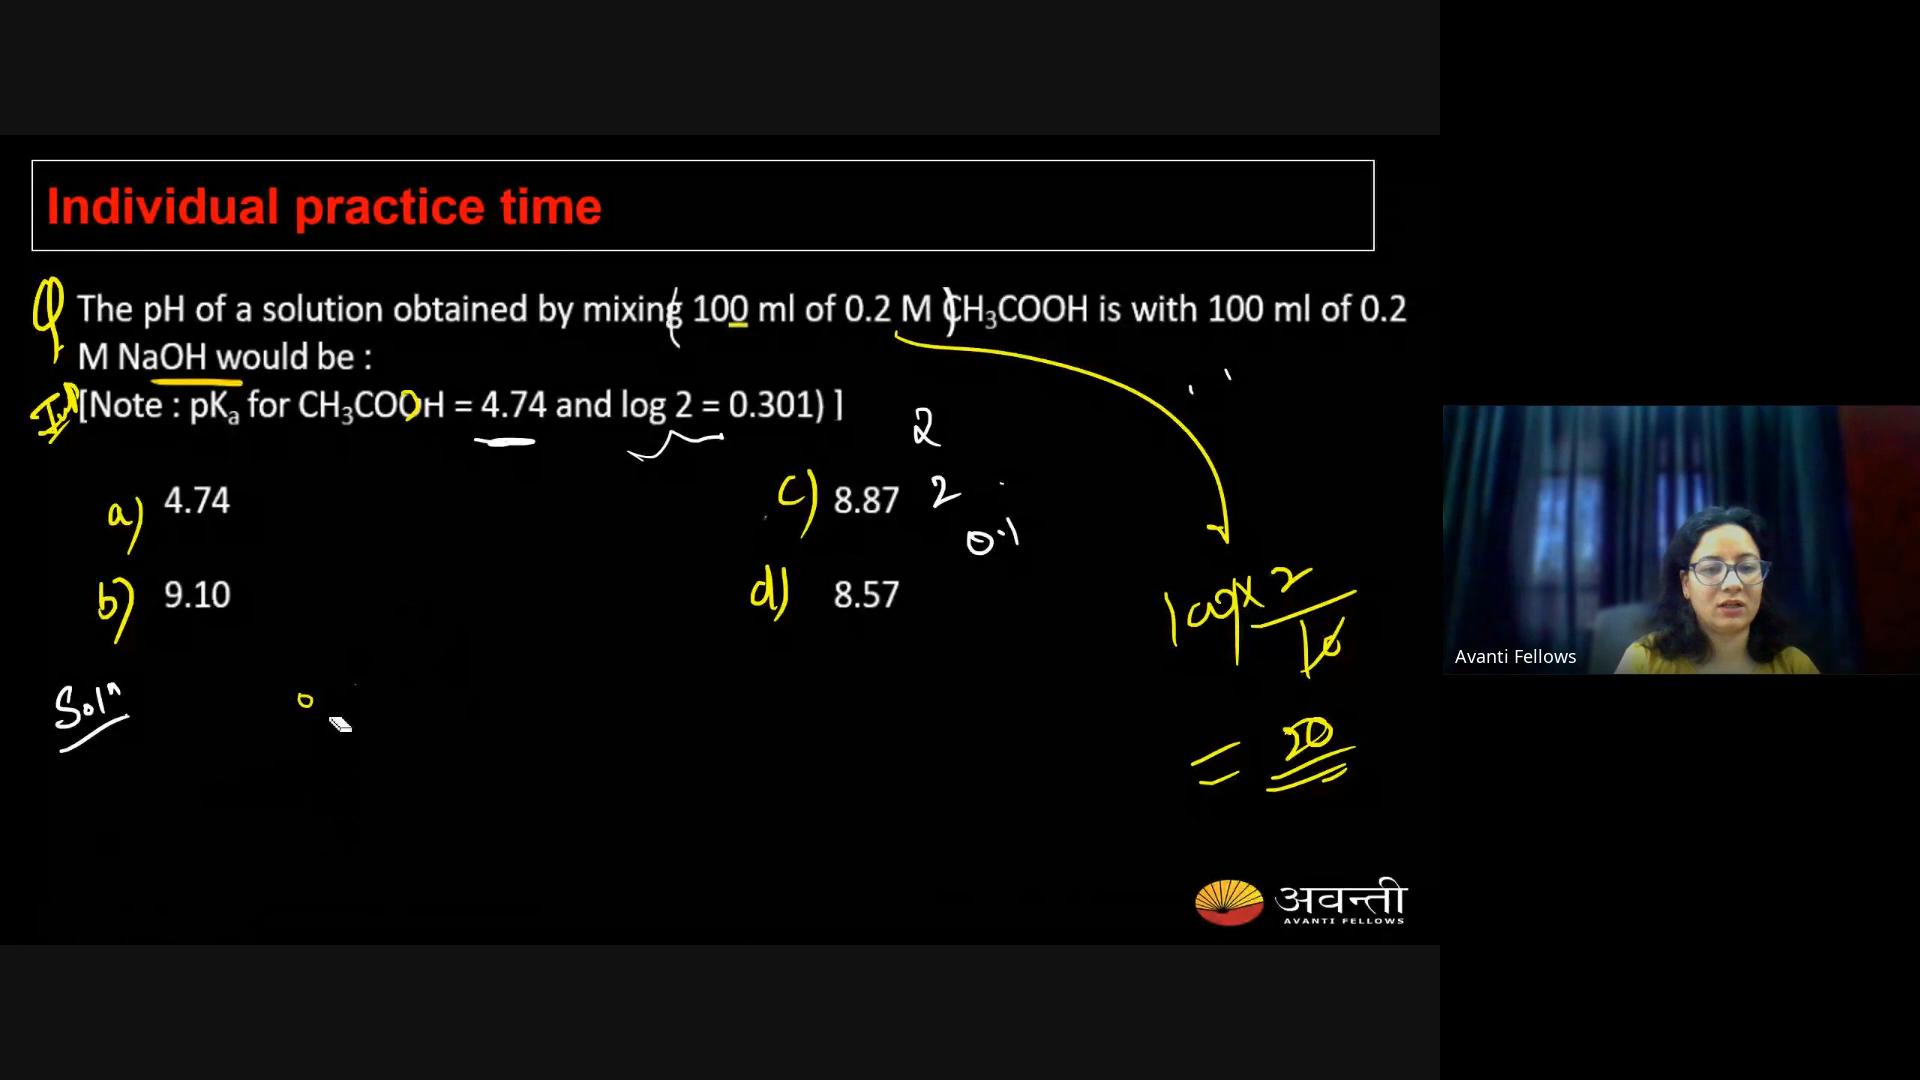 Individual practice time
Q The pH of a solution obtained by mixing (100 ml of 0.2 M) CH₃COOH is with 100 ml of 0.2
M NaOH would be :
[Note : pKₐ for CH₃COOH = 4.74 and log 2 = 0.301) ]
2
a) 4.74
c) 8.87 2
0.1
b) 9.10
d) 8.57
100 × 2/10
Solⁿ
= 20
Avanti Fellows
अवन्ती
AVANTI FELLOWS